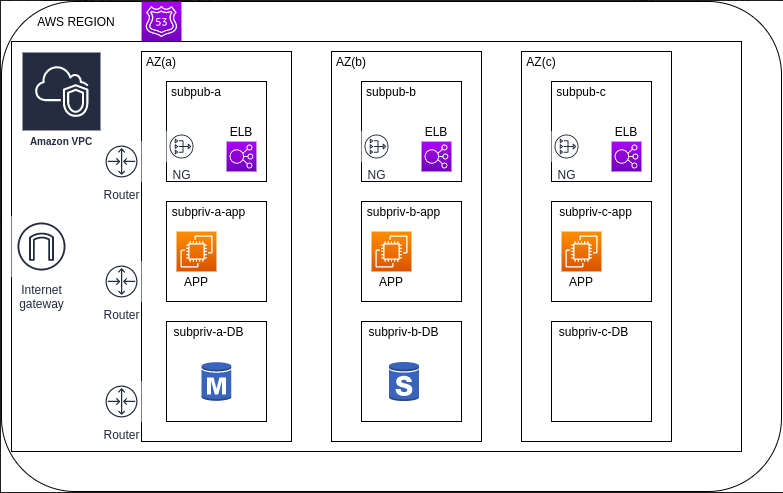 AWS REGION
53
Amazon VPC
AZ(a)
AZ(b)
AZ(c)
subpub-a
subpub-b
subpub-c
ELB
ELB
ELB
NG
NG
NG
Router
subpriv-a-app
subpriv-b-app
subpriv-c-app
APP
APP
APP
Internet
gateway
Router
subpriv-a-DB
subpriv-b-DB
subpriv-c-DB
M
S
Router